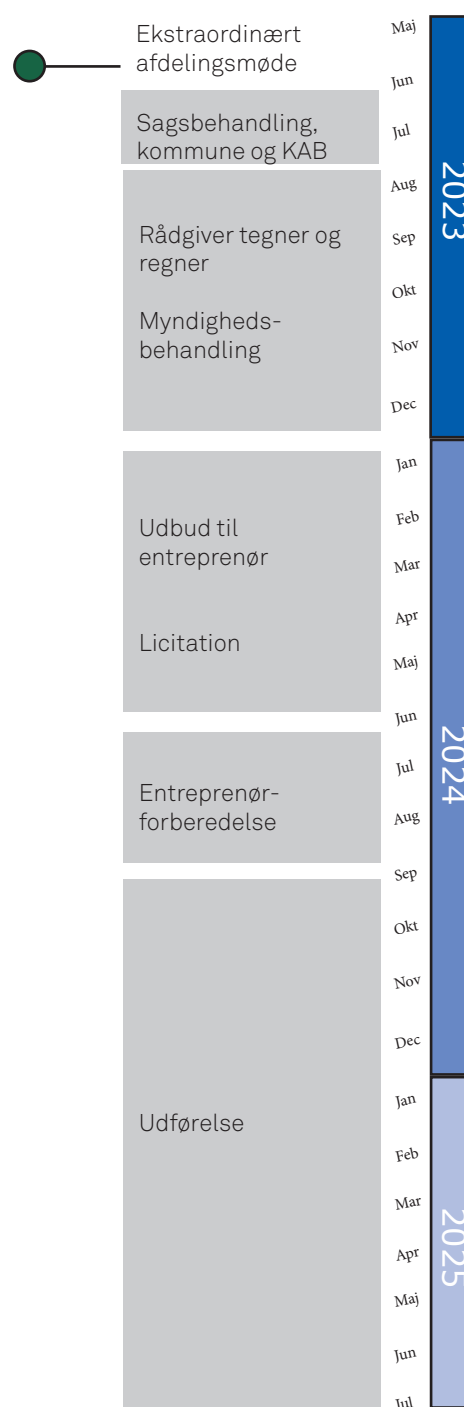 Ekstraordinært
afdelingsmøde
Sagsbehandling,
kommune og KAB
Rådgiver tegner og
regner
Myndigheds-
behandling
Udbud til
entreprenør
Licitation
Entreprenør-
forberedelse
Udførelse
Maj
Jun
Jul
Aug
Sep
Okt
Nov
Dec
Jan
Feb
Mar
Apr
Maj
Jun
Jul
Aug
Sep
Okt
Nov
Dec
Jan
Feb
Mar
Apr
Maj
Jun
Jul
2023
2024
2025